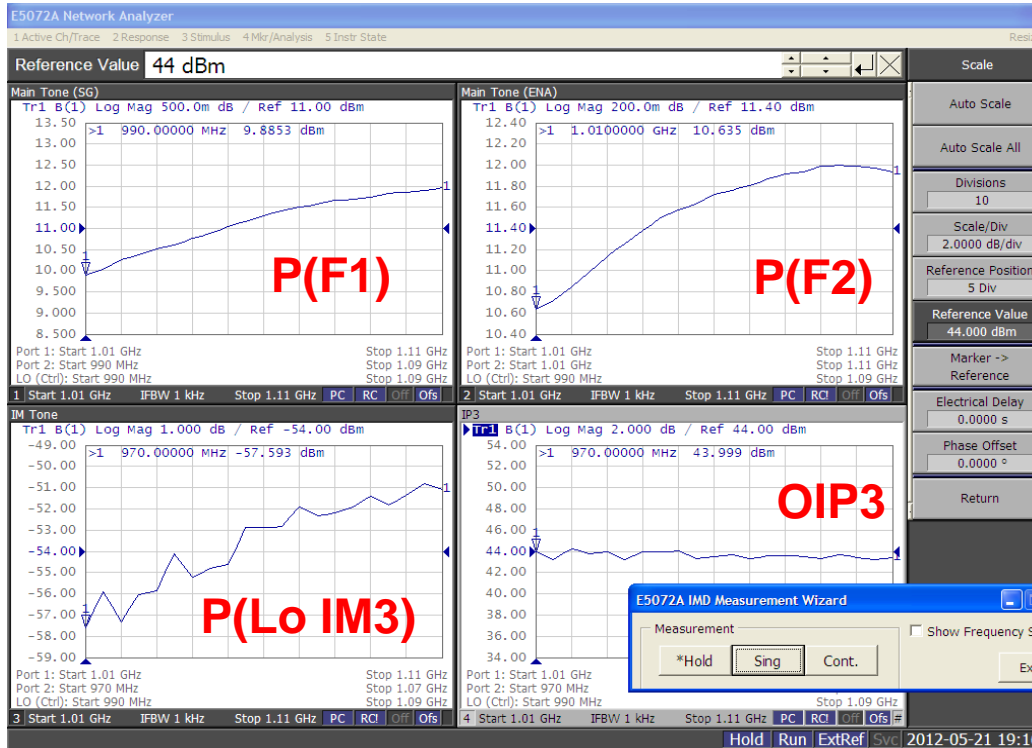 E5072A Network Analyzer
1 Active Ch/Trace 2 Response 3 Stimulus 4 Mkr/Analysis 5 Instr State
Reference Value 44 dBm
Main Tone (SG)
Tr1 B(1) Log Mag 500.0m dB / Ref 11.00 dBm
>1 990.00000 MHz 9.8853 dBm
13.50
13.00
12.50
12.00
11.50
11.00
10.50
10.00
9.500
9.000
8.500
1
1
P(F1)
Port 1: Start 1.01 GHz Stop 1.11 GHz
Port 2: Start 990 MHz Stop 1.09 GHz
LO (Ctrl): Start 990 MHz Stop 1.09 GHz
1 Start 1.01 GHz IFBW 1 kHz Stop 1.11 GHz PC RC Off Ofs
Main Tone (ENA)
Tr1 B(1) Log Mag 200.0m dB / Ref 11.40 dBm
>1 1.0100000 GHz 10.635 dBm
12.40
12.20
12.00
11.80
11.60
11.40
11.20
11.00
10.80
10.60
10.40
1
1
P(F2)
Port 1: Start 1.01 GHz Stop 1.11 GHz
Port 2: Start 990 MHz Stop 1.09 GHz
LO (Ctrl): Start 990 MHz Stop 1.09 GHz
2 Start 1.01 GHz IFBW 1 kHz Stop 1.11 GHz PC RC! Off Ofs
IM Tone
Tr1 B(1) Log Mag 1.000 dB / Ref -54.00 dBm
>1 970.00000 MHz -57.593 dBm
-49.00
-50.00
-51.00
-52.00
-53.00
-54.00
-55.00
-56.00
-57.00
-58.00
-59.00
1
1
P(Lo IM3)
Port 1: Start 1.01 GHz Stop 1.11 GHz
Port 2: Start 970 MHz Stop 1.07 GHz
LO (Ctrl): Start 990 MHz Stop 1.09 GHz
3 Start 1.01 GHz IFBW 1 kHz Stop 1.11 GHz PC RC! Off Ofs
IP3
Tr1 B(1) Log Mag 2.000 dB / Ref 44.00 dBm
>1 970.00000 MHz 43.999 dBm
54.00
52.00
50.00
48.00
46.00
44.00
42.00
40.00
38.00
36.00
34.00
1
1
OIP3
Port 1: Start 1.01 GHz
Port 2: Start 970 MHz
LO (Ctrl): Start 990 MHz Stop 1.09 GHz
4 Start 1.01 GHz IFBW 1 kHz Stop 1.11 GHz PC RC! Off Ofs #
Scale
Auto Scale
Auto Scale All
Divisions
10
Scale/Div
2.0000 dB/div
Reference Position
5 Div
Reference Value
44.000 dBm
Marker ->
Reference
Electrical Delay
0.0000 s
Phase Offset
0.0000 °
Return
E5072A IMD Measurement Wizard
Measurement
*Hold Sing Cont.
Show Frequency S
Hold Run ExtRef Svc 2012-05-21 19:1